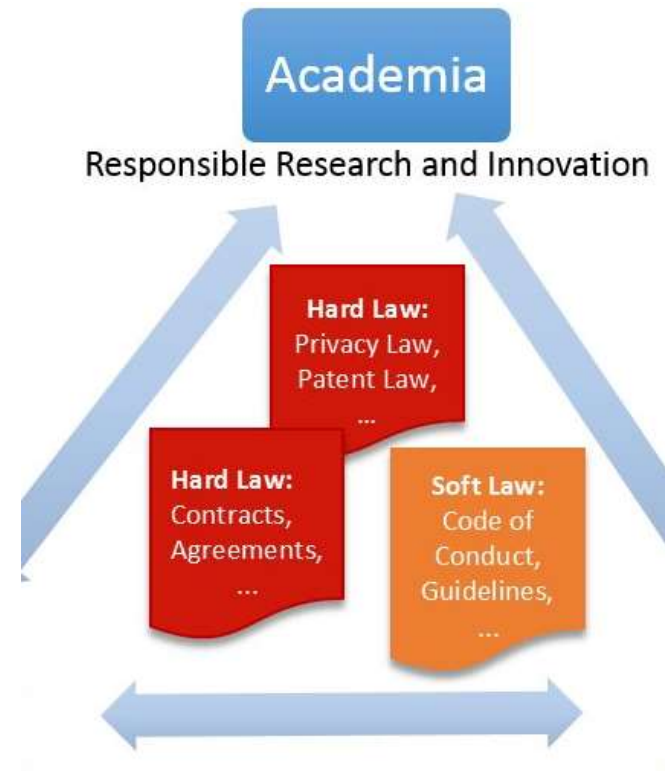 Academia
Responsible Research and Innovation
Hard Law:
Privacy Law,
Patent Law,
...
Hard Law:
Contracts,
Agreements,
...
Soft Law:
Code of
Conduct,
Guidelines,
...